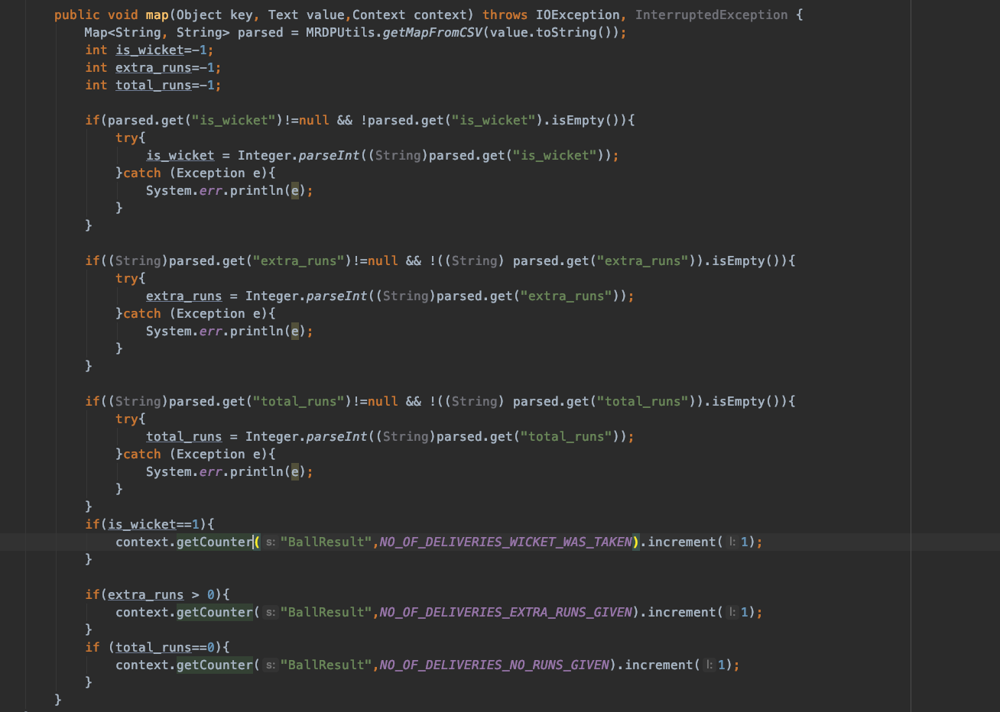 public void map(Object key, Text value,Context context) throws IOException, InterruptedException {
Map<String, String> parsed = MRDPUtils.getMapFromCSV(value.toString());
int is_wicket=-1;
int extra_runs=-1;
int total_runs=-1;
if(parsed.get("is_wicket")!=null && !parsed.get("is_wicket").isEmpty()){
try{
is_wicket = Integer.parseInt((String)parsed.get("is_wicket"));
}catch (Exception e){
System.err.println(e);
}
}
if((String)parsed.get("extra_runs")!=null && !((String) parsed.get("extra_runs")).isEmpty()){
try{
extra_runs = Integer.parseInt((String)parsed.get("extra_runs"));
}catch (Exception e){
System.err.println(e);
}
}
if((String)parsed.get("total_runs")!=null && !((String) parsed.get("total_runs")).isEmpty()){
try{
total_runs = Integer.parseInt((String)parsed.get("total_runs"));
}catch (Exception e){
System.err.println(e);
}
}
if(is_wicket==1){
context.getCounter( s: "BallResult",NO_OF_DELIVERIES_WICKET_WAS_TAKEN).increment( l: 1);
}
if(extra_runs > 0){
context.getCounter( s: "BallResult",NO_OF_DELIVERIES_EXTRA_RUNS_GIVEN).increment( l: 1);
}
if (total_runs==0){
context.getCounter( s: "BallResult",NO_OF_DELIVERIES_NO_RUNS_GIVEN).increment( l: 1);
}
}